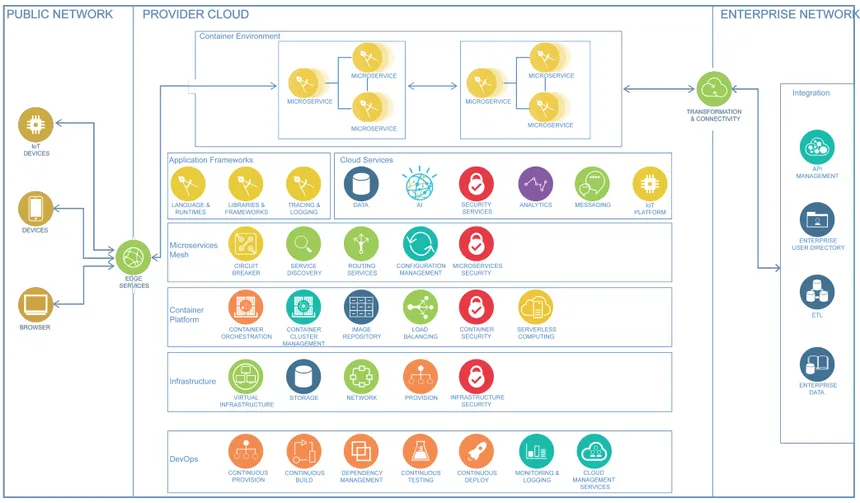 PUBLIC NETWORK
PROVIDER CLOUD
ENTERPRISE NETWORK
Container Environment
MICROSERVICE
MICROSERVICE
MICROSERVICE
MICROSERVICE
MICROSERVICE
MICROSERVICE
TRANSFORMATION
& CONNECTIVITY
Integration
IoT
DEVICES
DEVICES
BROWSER
EDGE
SERVICES
Application Frameworks
LANGUAGE &
RUNTIMES
LIBRARIES &
FRAMEWORKS
TRACING &
LOGGING
Cloud Services
DATA
AI
SECURITY
SERVICES
ANALYTICS
MESSAGING
IoT
PLATFORM
Microservices
Mesh
CIRCUIT
BREAKER
SERVICE
DISCOVERY
ROUTING
SERVICES
CONFIGURATION
MANAGEMENT
MICROSERVICES
SECURITY
Container
Platform
CONTAINER
ORCHESTRATION
CONTAINER
CLUSTER
MANAGEMENT
IMAGE
REPOSITORY
LOAD
BALANCING
CONTAINER
SECURITY
SERVERLESS
COMPUTING
Infrastructure
VIRTUAL
INFRASTRUCTURE
STORAGE
NETWORK
PROVISION
INFRASTRUCTURE
SECURITY
DevOps
CONTINUOUS
PROVISION
CONTINUOUS
BUILD
DEPENDENCY
MANAGEMENT
CONTINUOUS
TESTING
CONTINUOUS
DEPLOY
MONITORING &
LOGGING
CLOUD
MANAGEMENT
SERVICES
API
MANAGEMENT
ENTERPRISE
USER DIRECTORY
ETL
ENTERPRISE
DATA